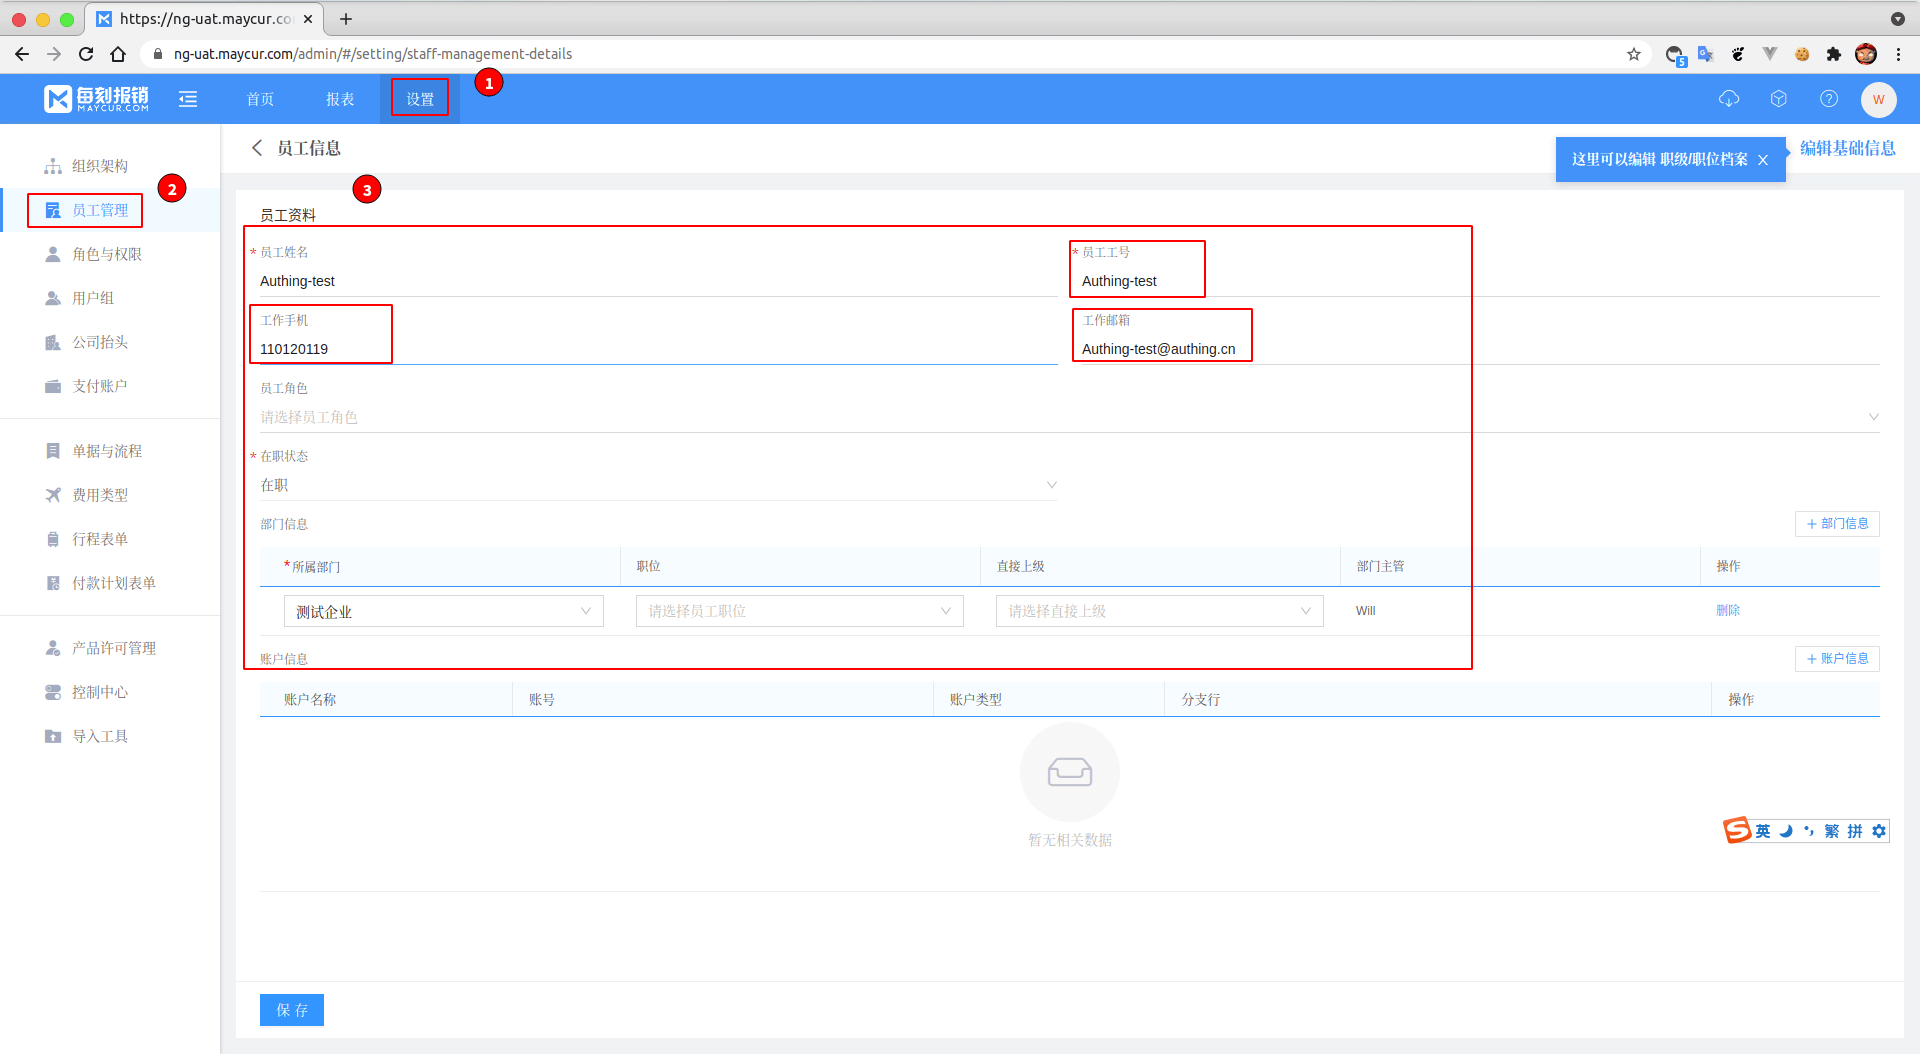 https://ng-uat.maycur.co
ng-uat.maycur.com/admin/#/setting/staff-management-details
5
每刻报销
MAYCUR.COM
首页
报表
设置
1
W
组织架构
员工管理
2
角色与权限
用户组
公司抬头
支付账户
单据与流程
费用类型
行程表单
付款计划表单
产品许可管理
控制中心
导入工具
员工信息
这里可以编辑 职级/职位档案
编辑基础信息
3
员工资料
* 员工姓名
Authing-test
* 员工工号
Authing-test
工作手机
110120119
工作邮箱
Authing-test@authing.cn
员工角色
请选择员工角色
* 在职状态
在职
部门信息
+ 部门信息
* 所属部门
职位
直接上级
部门主管
操作
测试企业
请选择员工职位
请选择直接上级
Will
删除
账户信息
+ 账户信息
账户名称
账号
账户类型
分支行
操作
暂无相关数据
英
繁
拼
保 存